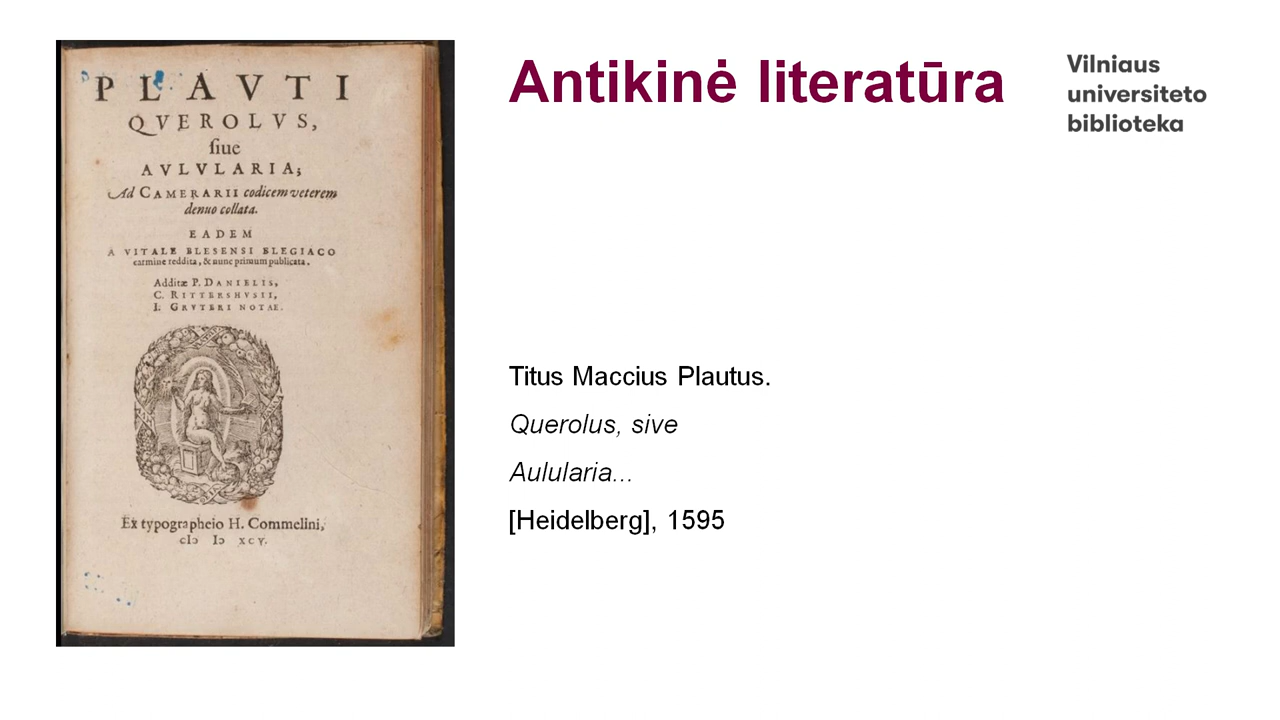 PLAVTI
QVEROLVS,
ſiue
AVLVLARIA;
Ad CAMERARII codicem veterem
denuo collata.
EADEM
A VITALE BLESENSI ELEGIACO
carmine reddita, & nunc primum publicata.
Additæ P. DANIELIS,
C. RITTERSHVSII,
I. GRVTERI NOTAE.
Ex typographeio H. Commelini,
cIɔ Iɔ XCV.
Antikinė literatūra
Vilniaus
universiteto
biblioteka
Titus Maccius Plautus.
Querolus, sive
Aulularia...
[Heidelberg], 1595